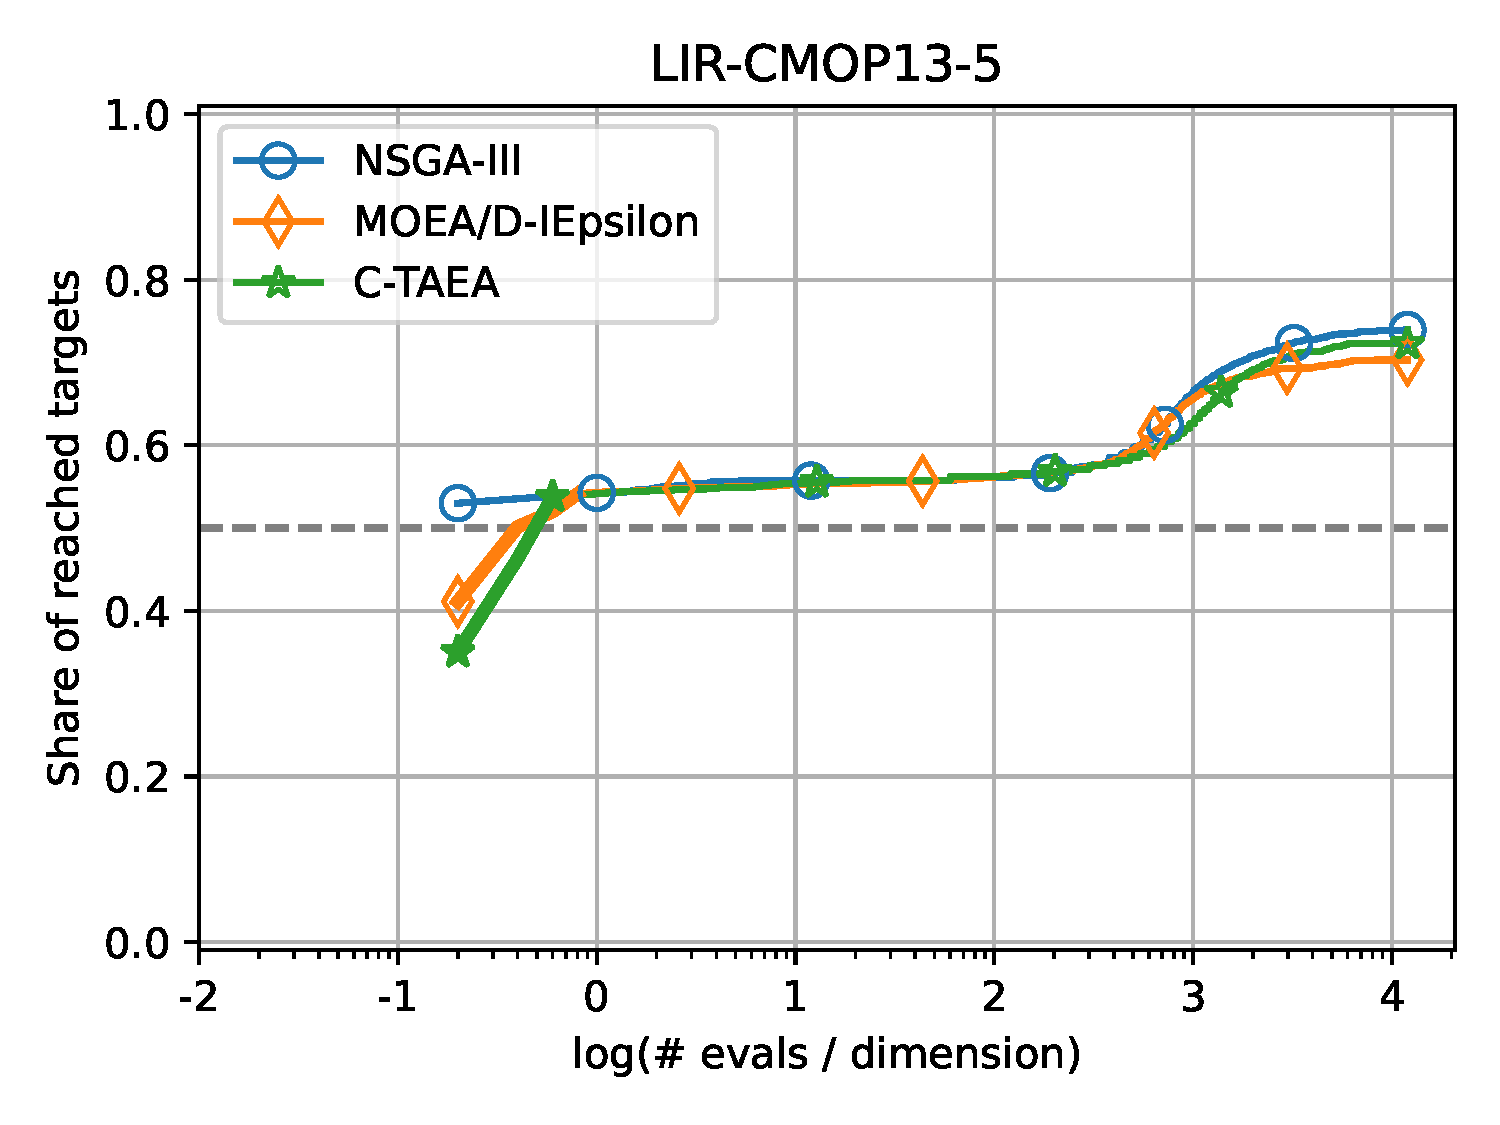 LIR-CMOP13-5
NSGA-III
MOEA/D-IEpsilon
C-TAEA
Share of reached targets
1.0
0.8
0.6
0.4
0.2
0.0
-2 -1 0 1 2 3 4
log(# evals / dimension)